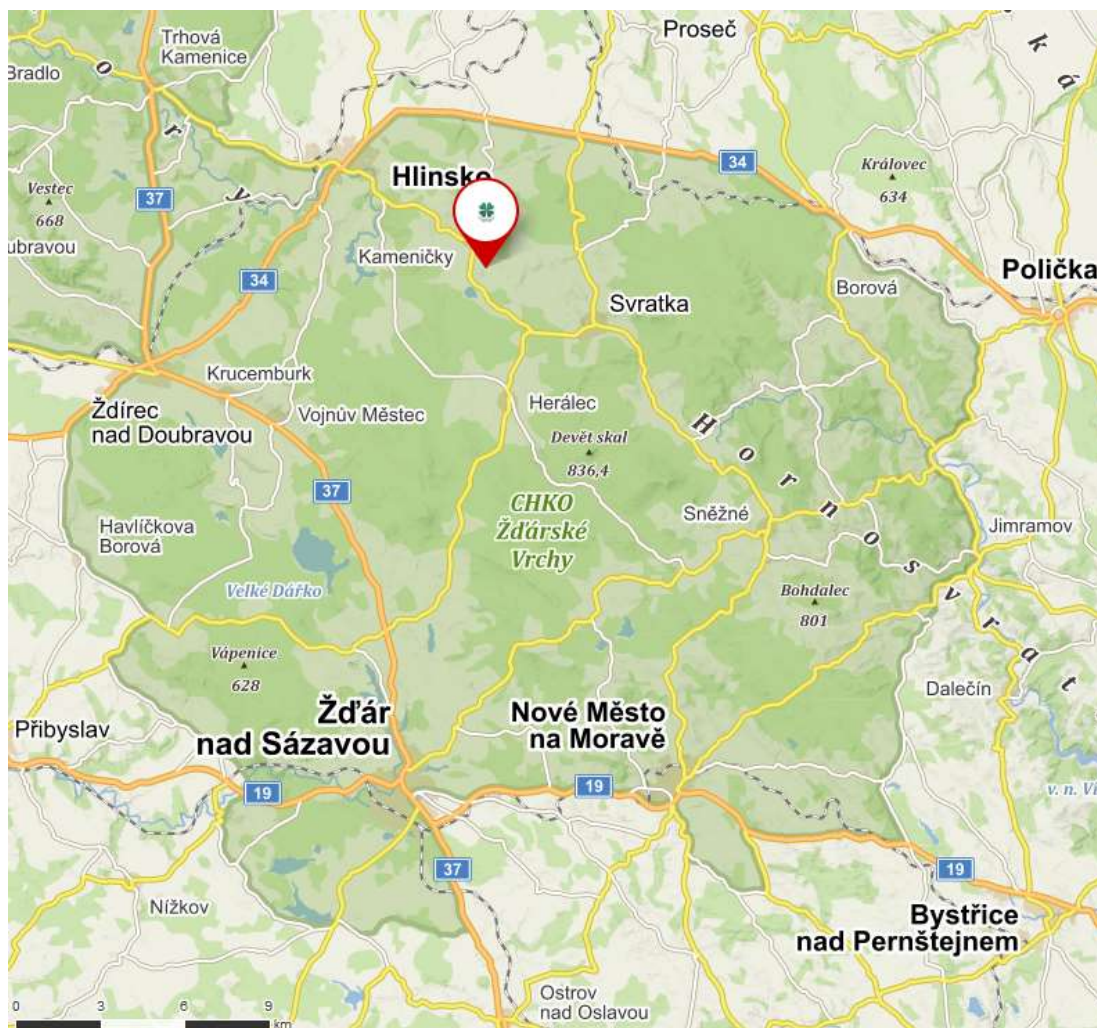 Trhová
Kamenice
Proseč
k
á
Bradlo
o
r
y
Hlinsko
34
Královec
634
Vestec
668
37
ubravou
Kameničky
34
Polička
Borová
Svratka
Krucemburk
Vojnův Městec
Herálec
Ždírec
nad Doubravou
Devět skal
836,4
H o r n o s v r a t
37
CHKO
Žďárské
Vrchy
Sněžné
Havlíčkova
Borová
Jimramov
Velké Dářko
Bohdalec
801
Vápenice
628
Dalečín
Žďár
nad Sázavou
Nové Město
na Moravě
Přibyslav
19
19
v. n. Ví
37
19
Nížkov
Bystřice
nad Pernštejnem
Ostrov
nad Oslavou
0 3 6 9
km